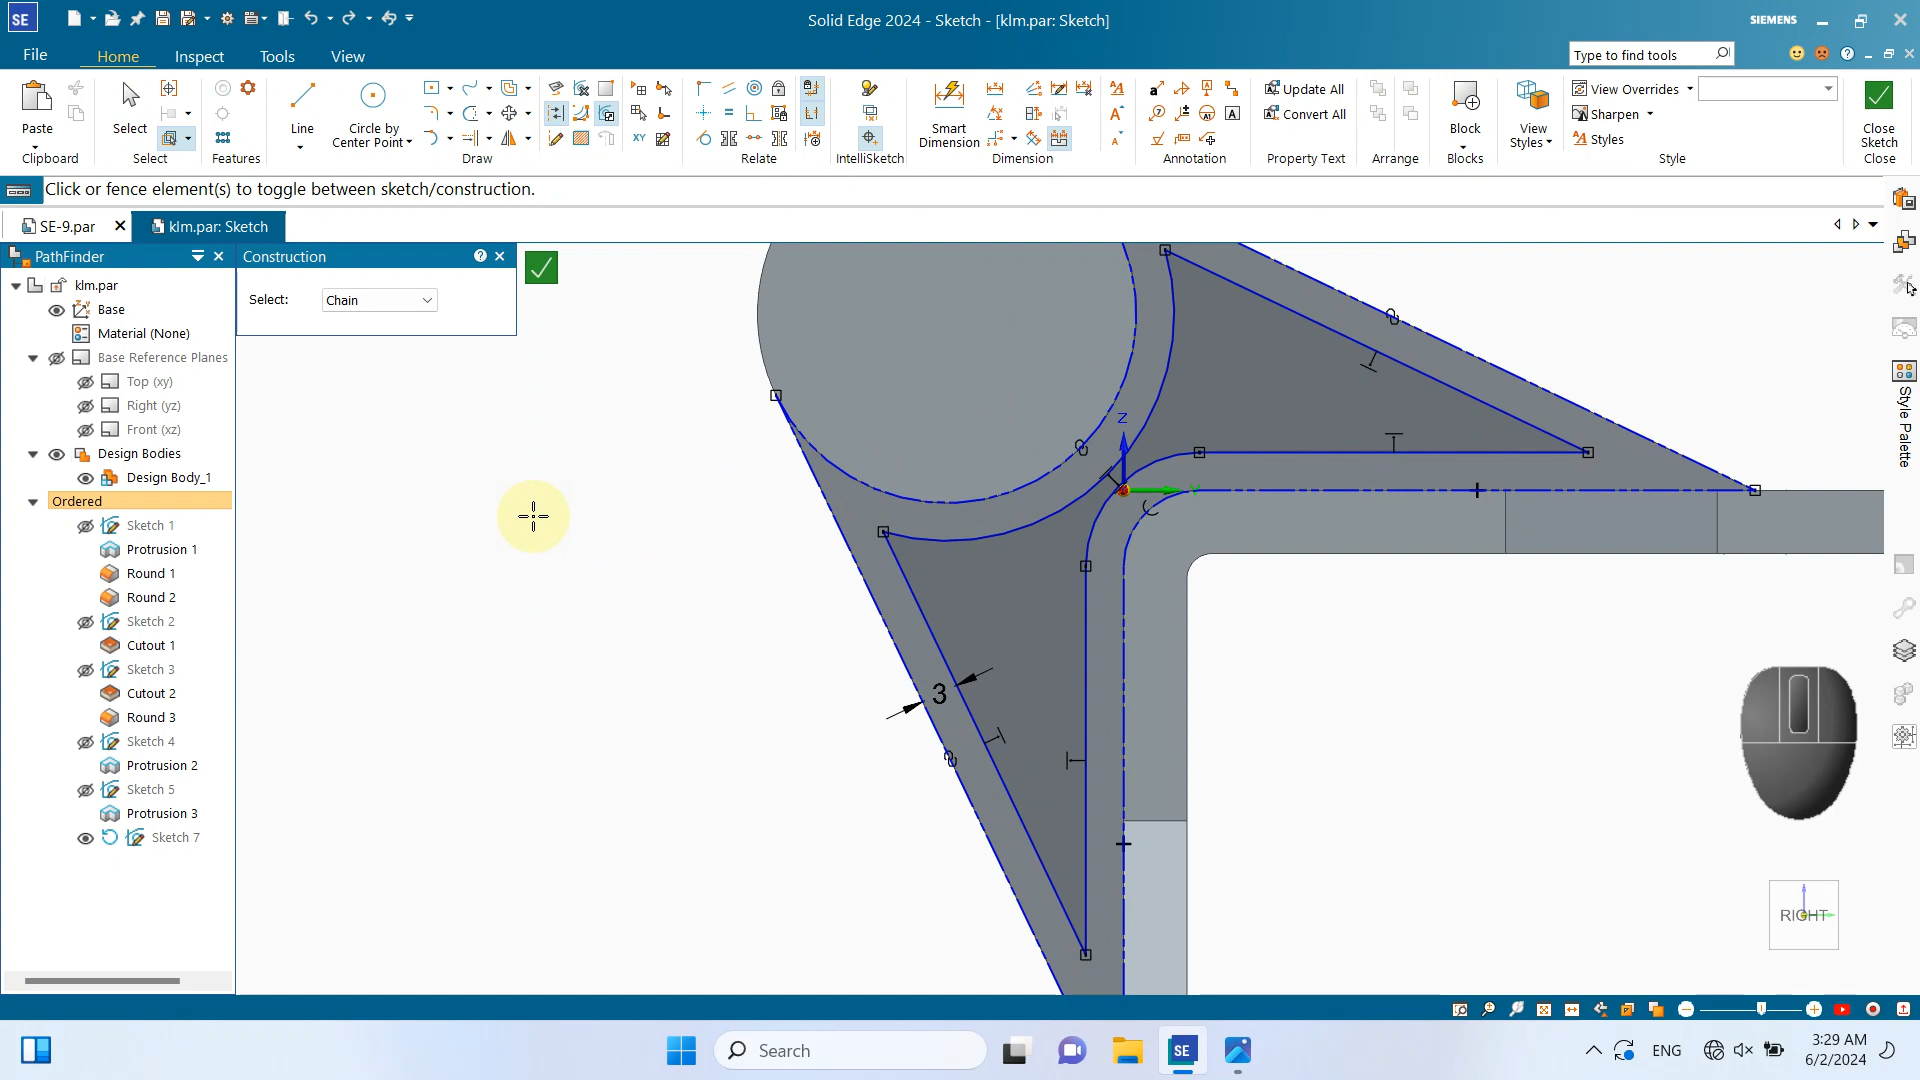 SE
Solid Edge 2024 - Sketch - [klm.par: Sketch]
SIEMENS
File
Home
Inspect
Tools
View
Type to find tools
Paste
Clipboard
Select
Select
Features
Line
Circle by
Center Point
Draw
XY
Relate
IntelliSketch
Smart
Dimension
Dimension
Annotation
Update All
Convert All
Property Text
Arrange
Block
Blocks
View
Styles
View Overrides
Sharpen
Styles
Style
Close
Sketch
Close
Click or fence element(s) to toggle between sketch/construction.
SE-9.par
klm.par: Sketch
PathFinder
klm.par
Base
Material (None)
Base Reference Planes
Top (xy)
Right (yz)
Front (xz)
Design Bodies
Design Body_1
Ordered
Sketch 1
Protrusion 1
Round 1
Round 2
Sketch 2
Cutout 1
Sketch 3
Cutout 2
Round 3
Sketch 4
Protrusion 2
Sketch 5
Protrusion 3
Sketch 7
Construction
Select:
Chain
Z
Y
3
RIGHT
Style Palette
Search
SE
ENG
3:29 AM
6/2/2024